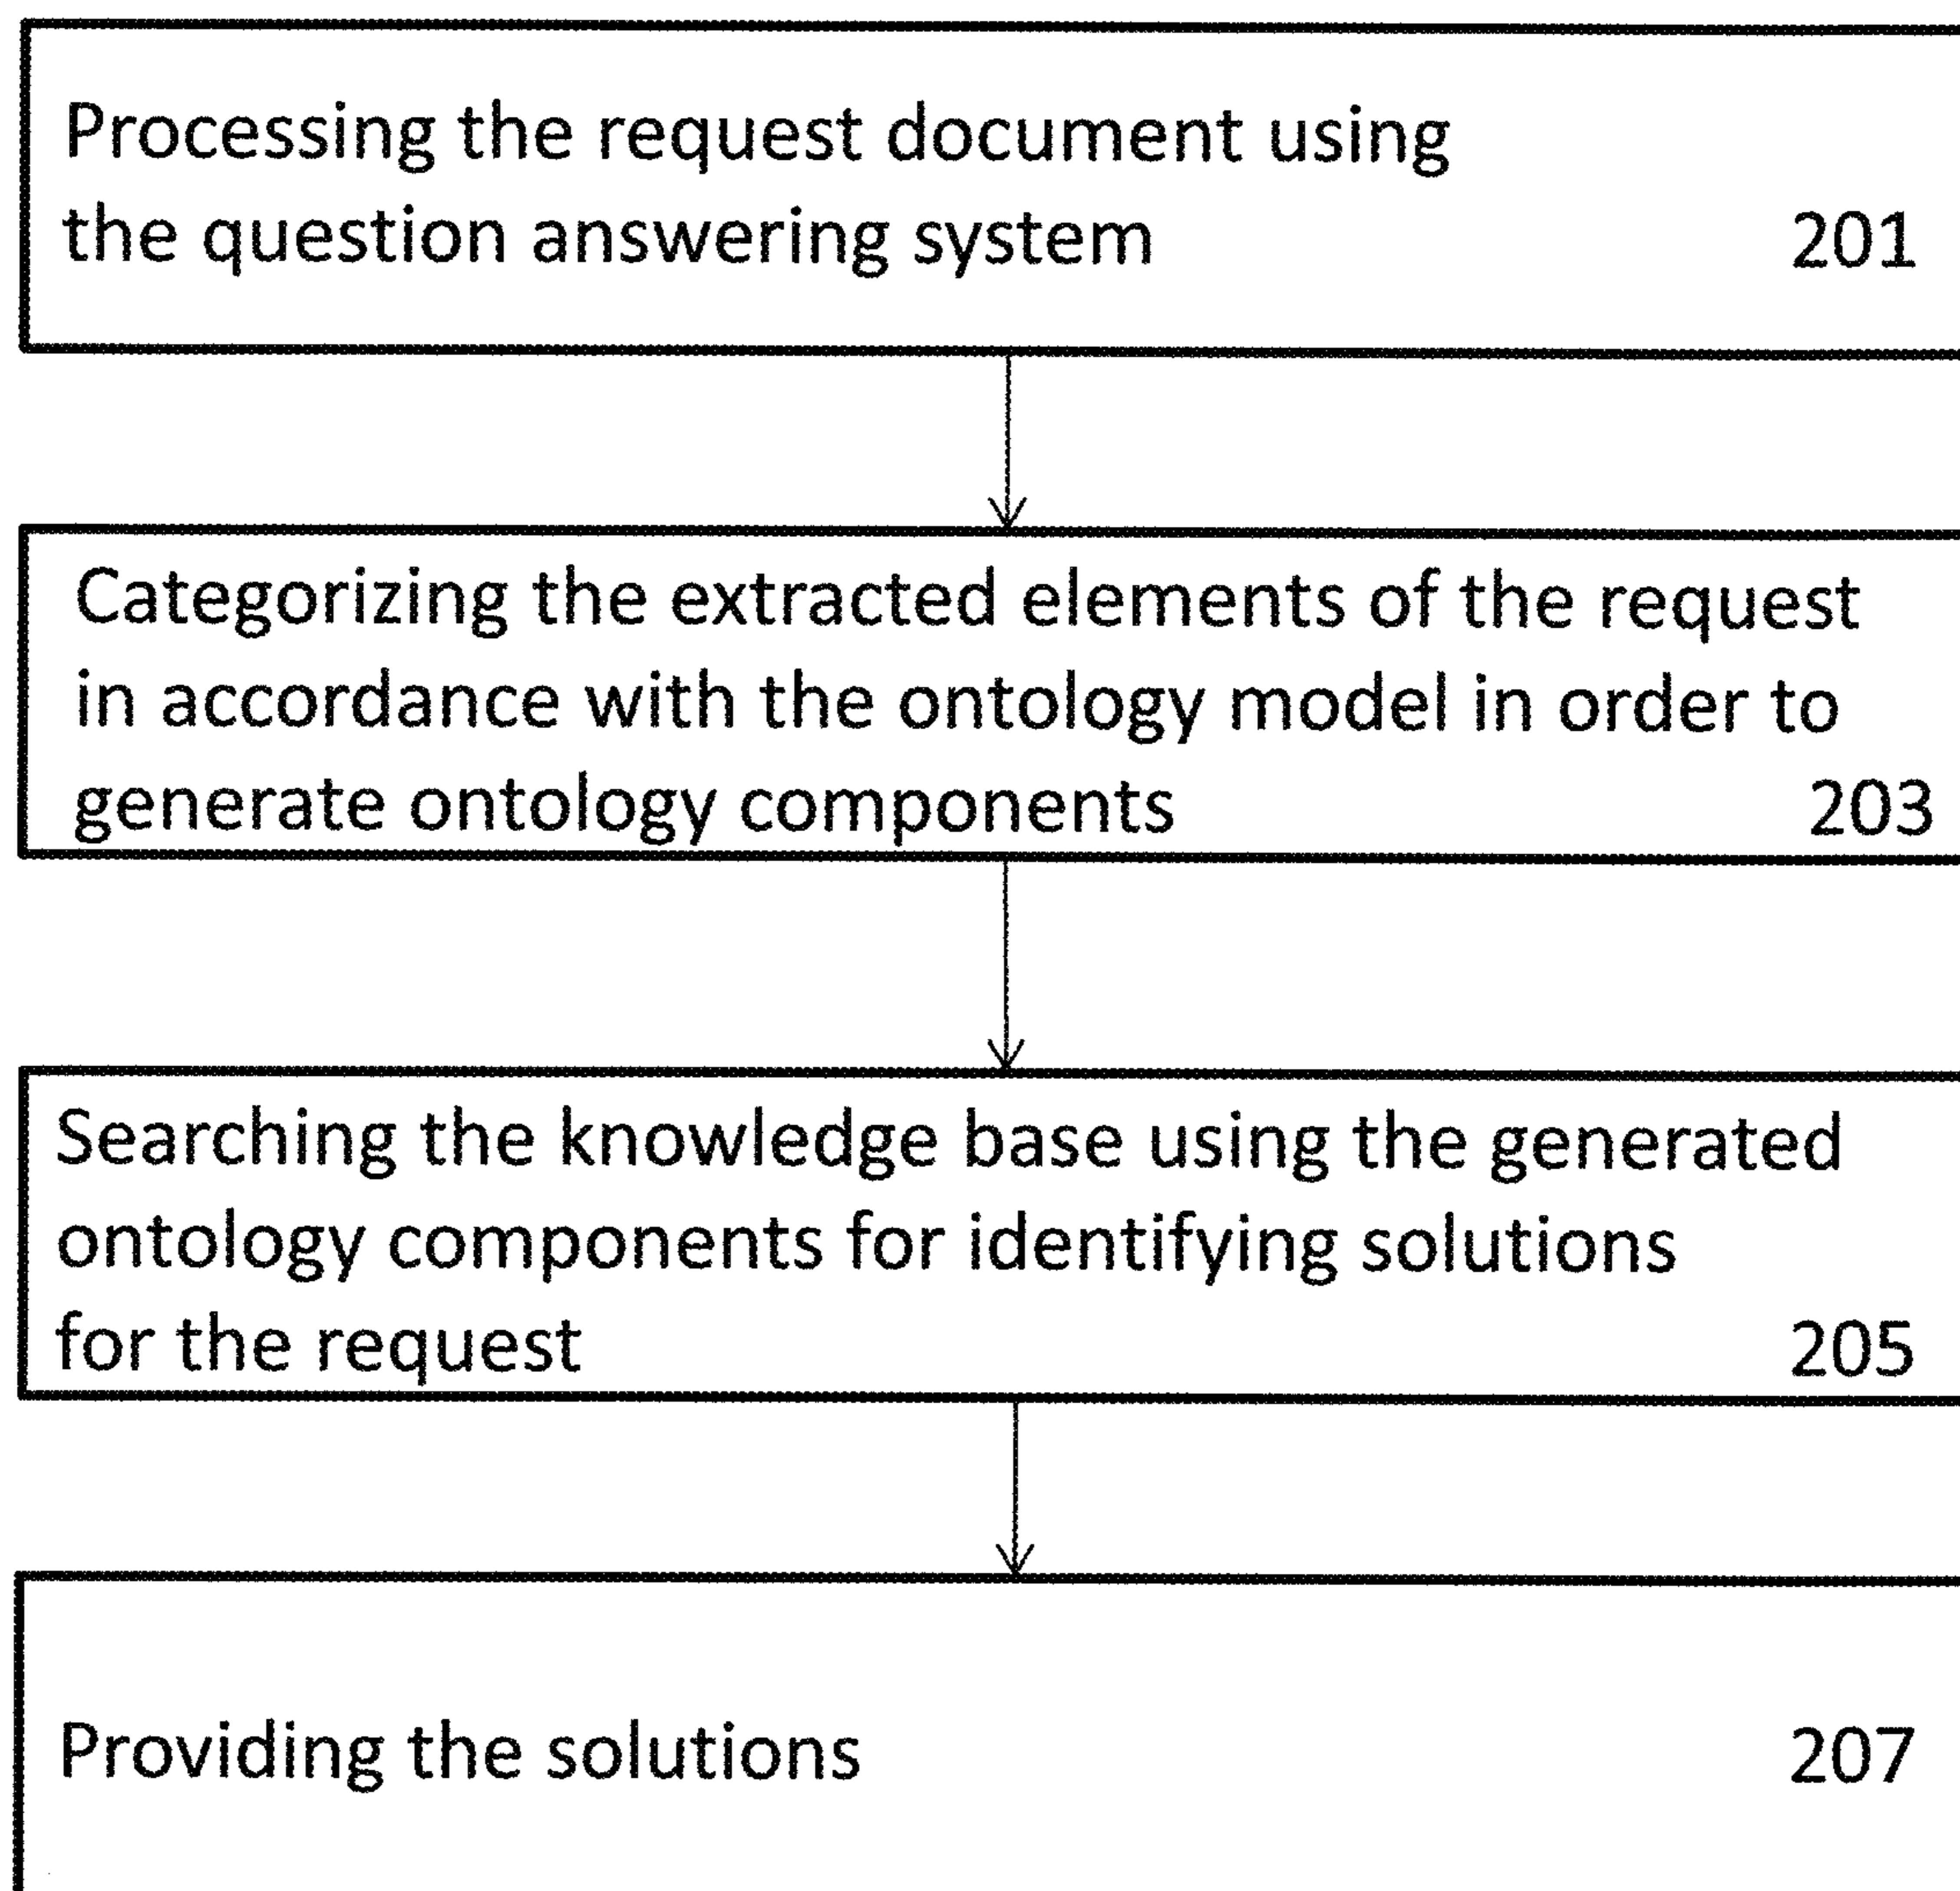 Processing the request document using
the question answering system 201
Categorizing the extracted elements of the request
in accordance with the ontology model in order to
generate ontology components 203
Searching the knowledge base using the generated
ontology components for identifying solutions
for the request 205
Providing the solutions 207